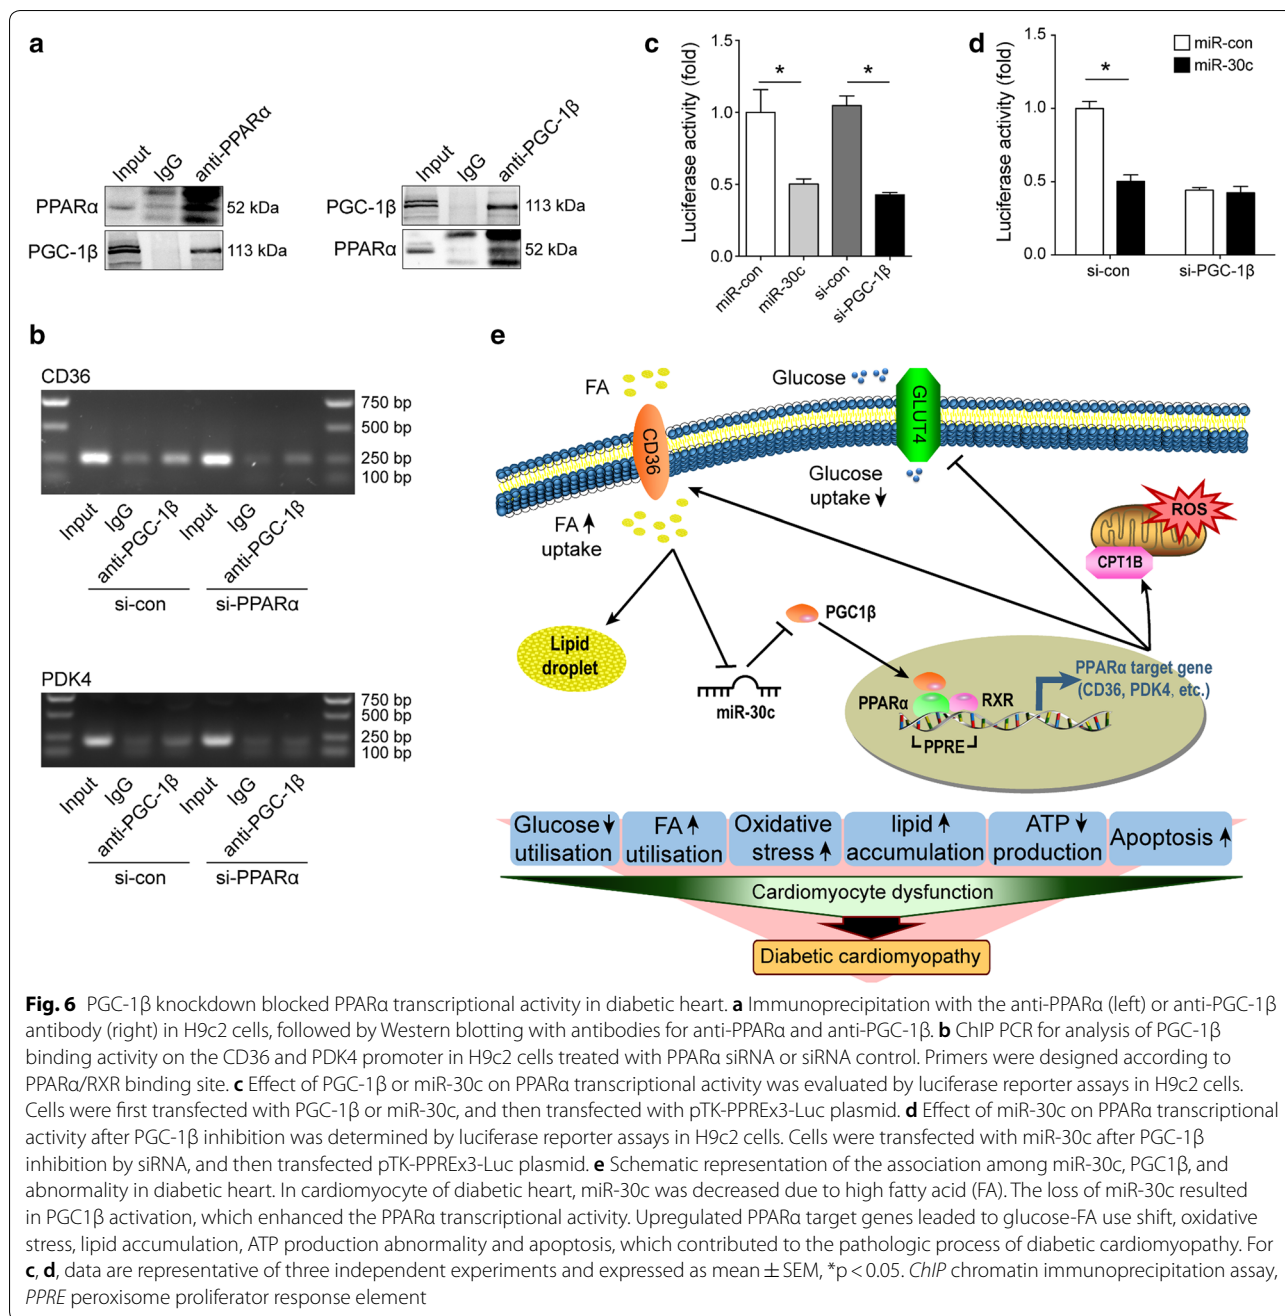 a
Input
IgG
anti-PPARα
PPARα
52 kDa
PGC-1β
113 kDa
Input
IgG
anti-PGC-1β
PGC-1β
113 kDa
PPARα
52 kDa
b
CD36
750 bp
500 bp
250 bp
100 bp
Input
IgG
anti-PGC-1β
Input
IgG
anti-PGC-1β
si-con
si-PPARα
PDK4
750 bp
500 bp
250 bp
100 bp
Input
IgG
anti-PGC-1β
Input
IgG
anti-PGC-1β
si-con
si-PPARα
c
Luciferase activity (fold)
1.5
1.0
0.5
0.0
*
*
miR-con
miR-30c
si-con
si-PGC-1β
d
Luciferase activity (fold)
1.5
1.0
0.5
0.0
*
miR-con
miR-30c
si-con
si-PGC-1β
e
FA
CD36
Glucose
GLUT4
Glucose
uptake
FA
uptake
ROS
CPT1B
Lipid
droplet
miR-30c
PGC1β
PPARα
RXR
PPRE
PPARα target gene
(CD36, PDK4, etc.)
Glucose
utilisation
FA
utilisation
Oxidative
stress
lipid
accumulation
ATP
production
Apoptosis
Cardiomyocyte dysfunction
Diabetic cardiomyopathy
Fig. 6 PGC-1β knockdown blocked PPARα transcriptional activity in diabetic heart. a Immunoprecipitation with the anti-PPARα (left) or anti-PGC-1β
antibody (right) in H9c2 cells, followed by Western blotting with antibodies for anti-PPARα and anti-PGC-1β. b ChIP PCR for analysis of PGC-1β
binding activity on the CD36 and PDK4 promoter in H9c2 cells treated with PPARα siRNA or siRNA control. Primers were designed according to
PPARα/RXR binding site. c Effect of PGC-1β or miR-30c on PPARα transcriptional activity was evaluated by luciferase reporter assays in H9c2 cells.
Cells were first transfected with PGC-1β or miR-30c, and then transfected with pTK-PPREx3-Luc plasmid. d Effect of miR-30c on PPARα transcriptional
activity after PGC-1β inhibition was determined by luciferase reporter assays in H9c2 cells. Cells were transfected with miR-30c after PGC-1β
inhibition by siRNA, and then transfected pTK-PPREx3-Luc plasmid. e Schematic representation of the association among miR-30c, PGC1β, and
abnormality in diabetic heart. In cardiomyocyte of diabetic heart, miR-30c was decreased due to high fatty acid (FA). The loss of miR-30c resulted
in PGC1β activation, which enhanced the PPARα transcriptional activity. Upregulated PPARα target genes leaded to glucose-FA use shift, oxidative
stress, lipid accumulation, ATP production abnormality and apoptosis, which contributed to the pathologic process of diabetic cardiomyopathy. For
c, d, data are representative of three independent experiments and expressed as mean ± SEM, *p < 0.05. ChIP chromatin immunoprecipitation assay,
PPRE peroxisome proliferator response element